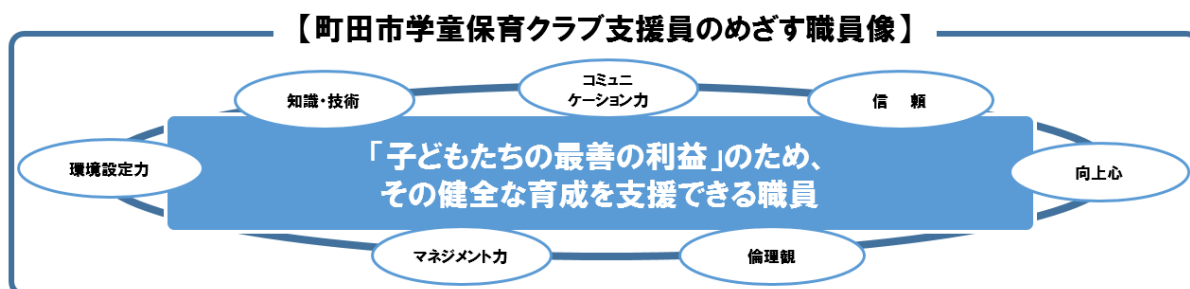 【町田市学童保育クラブ支援員のめざす職員像】
コミュニ
ケーション力
知識・技術
信　頼
環境設定力
「子どもたちの最善の利益」のため、
その健全な育成を支援できる職員
向上心
マネジメント力
倫理観